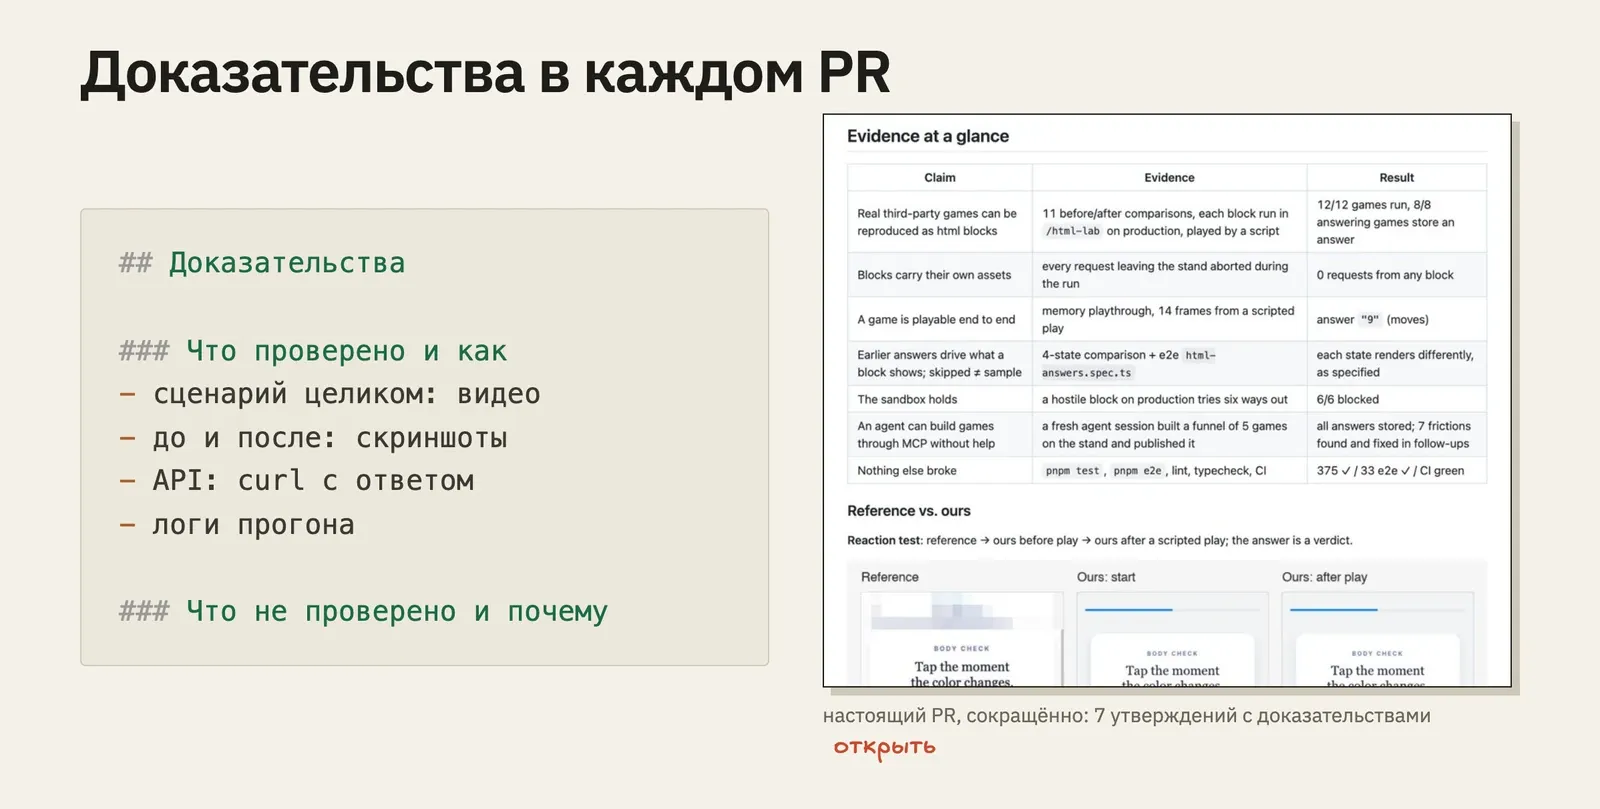 Доказательства в каждом PR
## Доказательства
### Что проверено и как
– сценарий целиком: видео
– до и после: скриншоты
– API: curl с ответом
– логи прогона
### Что не проверено и почему
Evidence at a glance
Claim
Evidence
Result
Real third-party games can be
reproduced as html blocks
11 before/after comparisons, each block run in
/html-lab on production, played by a script
12/12 games run, 8/8
answering games store an
answer
Blocks carry their own assets
every request leaving the stand aborted during
the run
0 requests from any block
A game is playable end to end
memory playthrough, 14 frames from a scripted
play
answer "9" (moves)
Earlier answers drive what a
block shows; skipped ≠ sample
4-state comparison + e2e html-
answers.spec.ts
each state renders differently,
as specified
The sandbox holds
a hostile block on production tries six ways out
6/6 blocked
An agent can build games
through MCP without help
a fresh agent session built a funnel of 5 games
on the stand and published it
all answers stored; 7 frictions
found and fixed in follow-ups
Nothing else broke
pnpm test, pnpm e2e, lint, typecheck, CI
375 ✓ / 33 e2e ✓ / CI green
Reference vs. ours
Reaction test: reference → ours before play → ours after a scripted play; the answer is a verdict.
Reference
Ours: start
Ours: after play
BODY CHECK
Tap the moment
the color changes.
BODY CHECK
Tap the moment
the color changes.
BODY CHECK
Tap the moment
the color changes.
настоящий PR, сокращённо: 7 утверждений с доказательствами
открыть